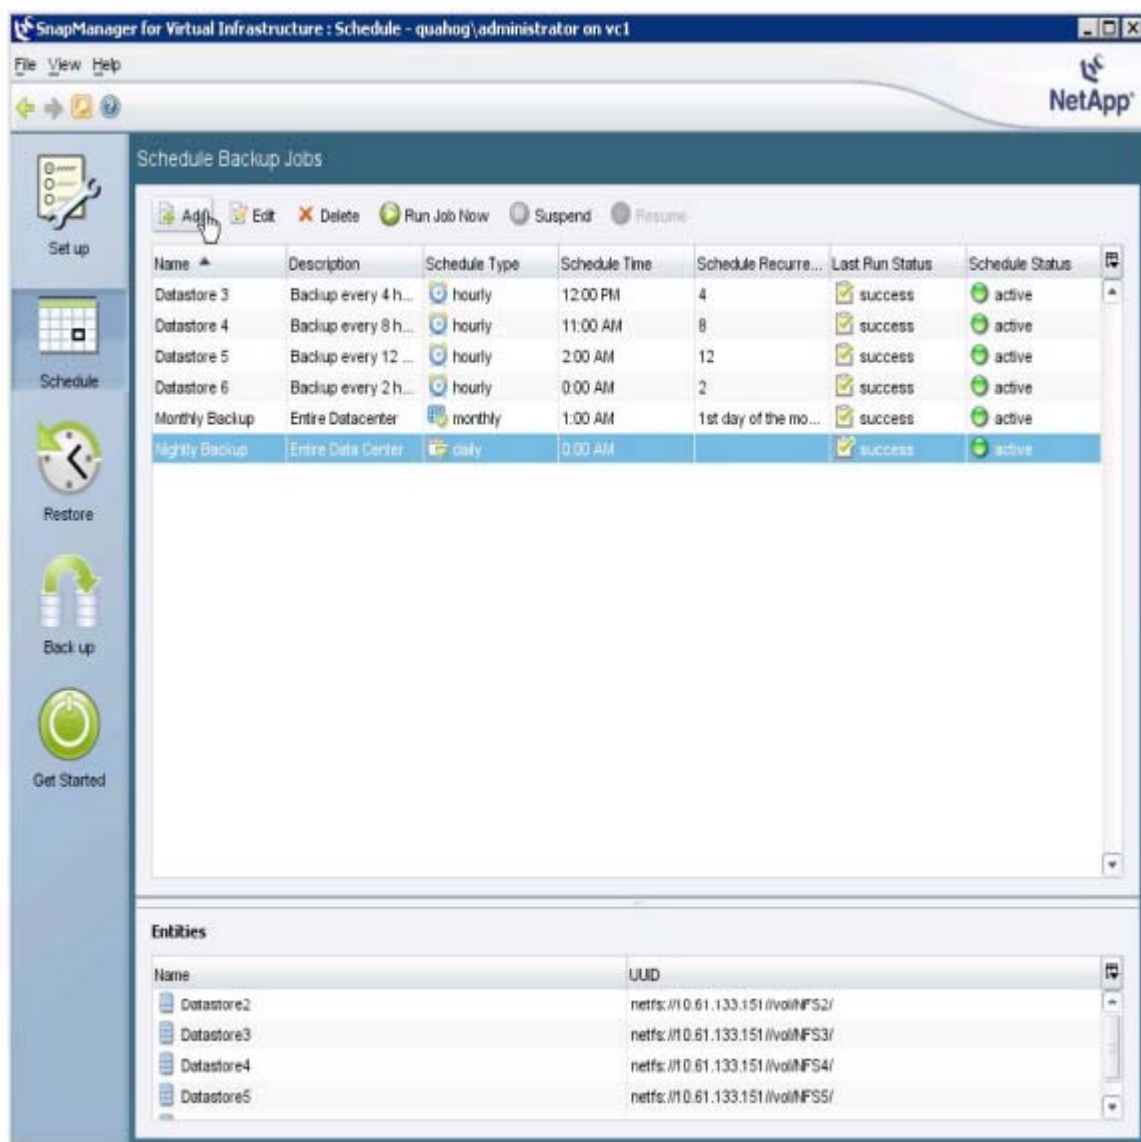 SnapManager for Virtual Infrastructure : Schedule - quahog\administrator on vc1
File View Help
NetApp
Schedule Backup Jobs
Add Edit Delete Run Job Now Suspend Resume
Name Description Schedule Type Schedule Time Schedule Recurre... Last Run Status Schedule Status
Datastore 3 Backup every 4 h... hourly 12:00 PM 4 success active
Datastore 4 Backup every 8 h... hourly 11:00 AM 8 success active
Datastore 5 Backup every 12 ... hourly 2:00 AM 12 success active
Datastore 6 Backup every 2 h... hourly 0:00 AM 2 success active
Monthly Backup Entire Datacenter monthly 1:00 AM 1st day of the mo... success active
Nightly Backup Entire Data Center daily 0:00 AM success active
Set up
Schedule
Restore
Back up
Get Started
Entities
Name UUID
Datastore2 netfs://10.61.133.151//vol/NFS2/
Datastore3 netfs://10.61.133.151//vol/NFS3/
Datastore4 netfs://10.61.133.151//vol/NFS4/
Datastore5 netfs://10.61.133.151//vol/NFS5/